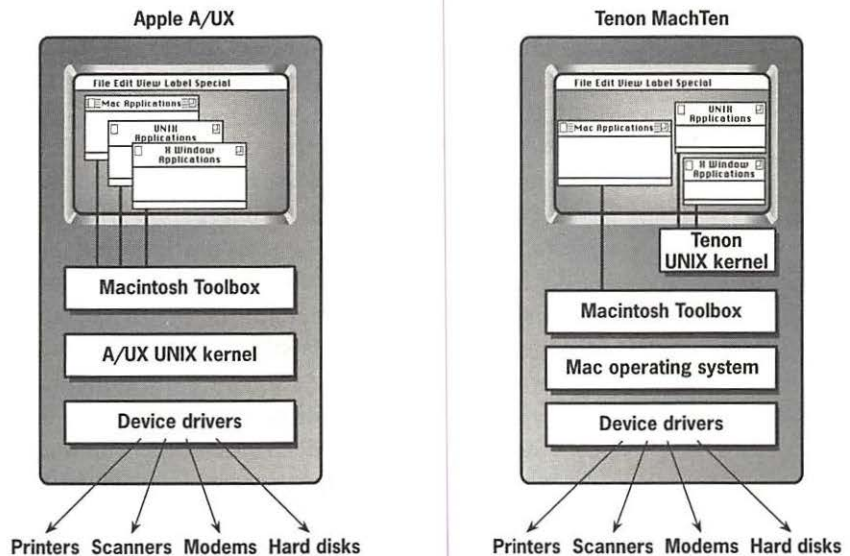 Apple A/UX
File Edit View Label Special
Mac Applications
UNIX
Applications
X Window
Applications
Macintosh Toolbox
A/UX UNIX kernel
Device drivers
Printers Scanners Modems Hard disks
Tenon MachTen
File Edit View Label Special
Mac Applications
UNIX
Applications
X Window
Applications
Tenon
UNIX kernel
Macintosh Toolbox
Mac operating system
Device drivers
Printers Scanners Modems Hard disks